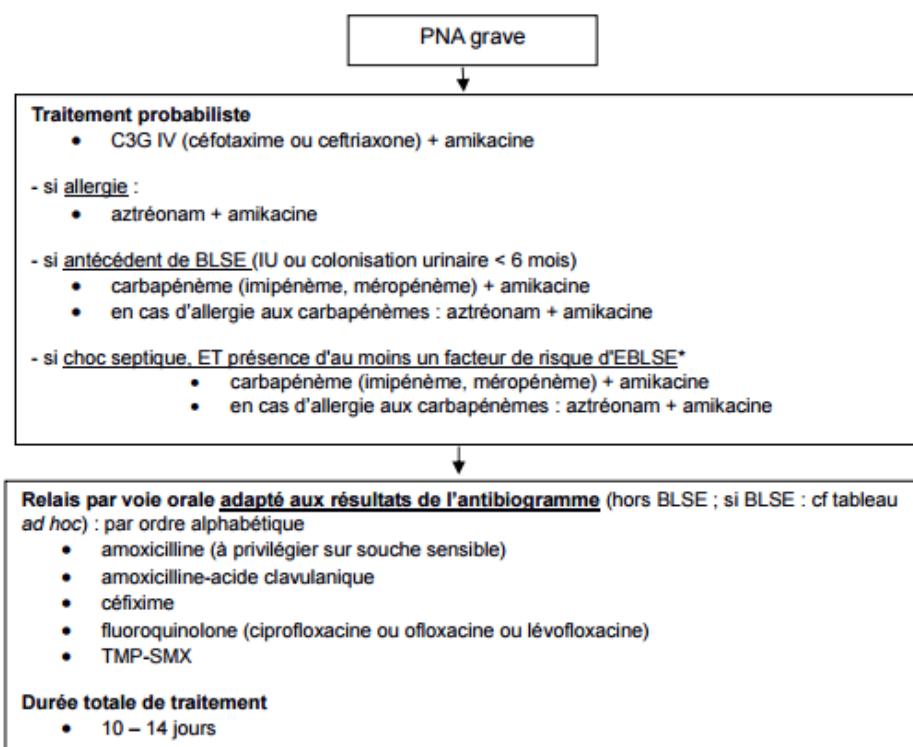 PNA grave
Traitement probabiliste
• C3G IV (céfotaxime ou ceftriaxone) + amikacine
- si allergie :
• aztréonam + amikacine
- si antécédent de BLSE (IU ou colonisation urinaire < 6 mois)
• carbapénème (imipénème, méropénème) + amikacine
• en cas d'allergie aux carbapénèmes : aztréonam + amikacine
- si choc septique, ET présence d'au moins un facteur de risque d'EBLSE*
• carbapénème (imipénème, méropénème) + amikacine
• en cas d'allergie aux carbapénèmes : aztréonam + amikacine
Relais par voie orale adapté aux résultats de l'antibiogramme (hors BLSE ; si BLSE : cf tableau
ad hoc) : par ordre alphabétique
• amoxicilline (à privilégier sur souche sensible)
• amoxicilline-acide clavulanique
• céfixime
• fluoroquinolone (ciprofloxacine ou ofloxacine ou lévofloxacine)
• TMP-SMX
Durée totale de traitement
• 10 – 14 jours